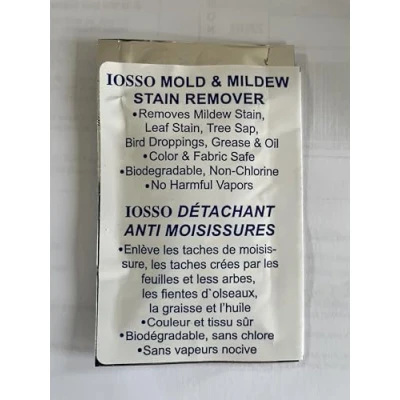 IOSSO MOLD & MILDEW
STAIN REMOVER
•Removes Mildew Stain,
Leaf Stain, Tree Sap,
Bird Droppings, Grease & Oil
•Color & Fabric Safe
•Biodegradable, Non-Chlorine
•No Harmful Vapors
IOSSO DÉTACHANT
ANTI MOISISSURES
•Enlève les taches de moisis-
sure, les taches crées par les
feuilles et less arbes,
les fientes d`olseaux,
la graisse et l'huile
•Couleur et tissu sûr
•Biodégradable, sans chlore
•Sans vapeurs nocive